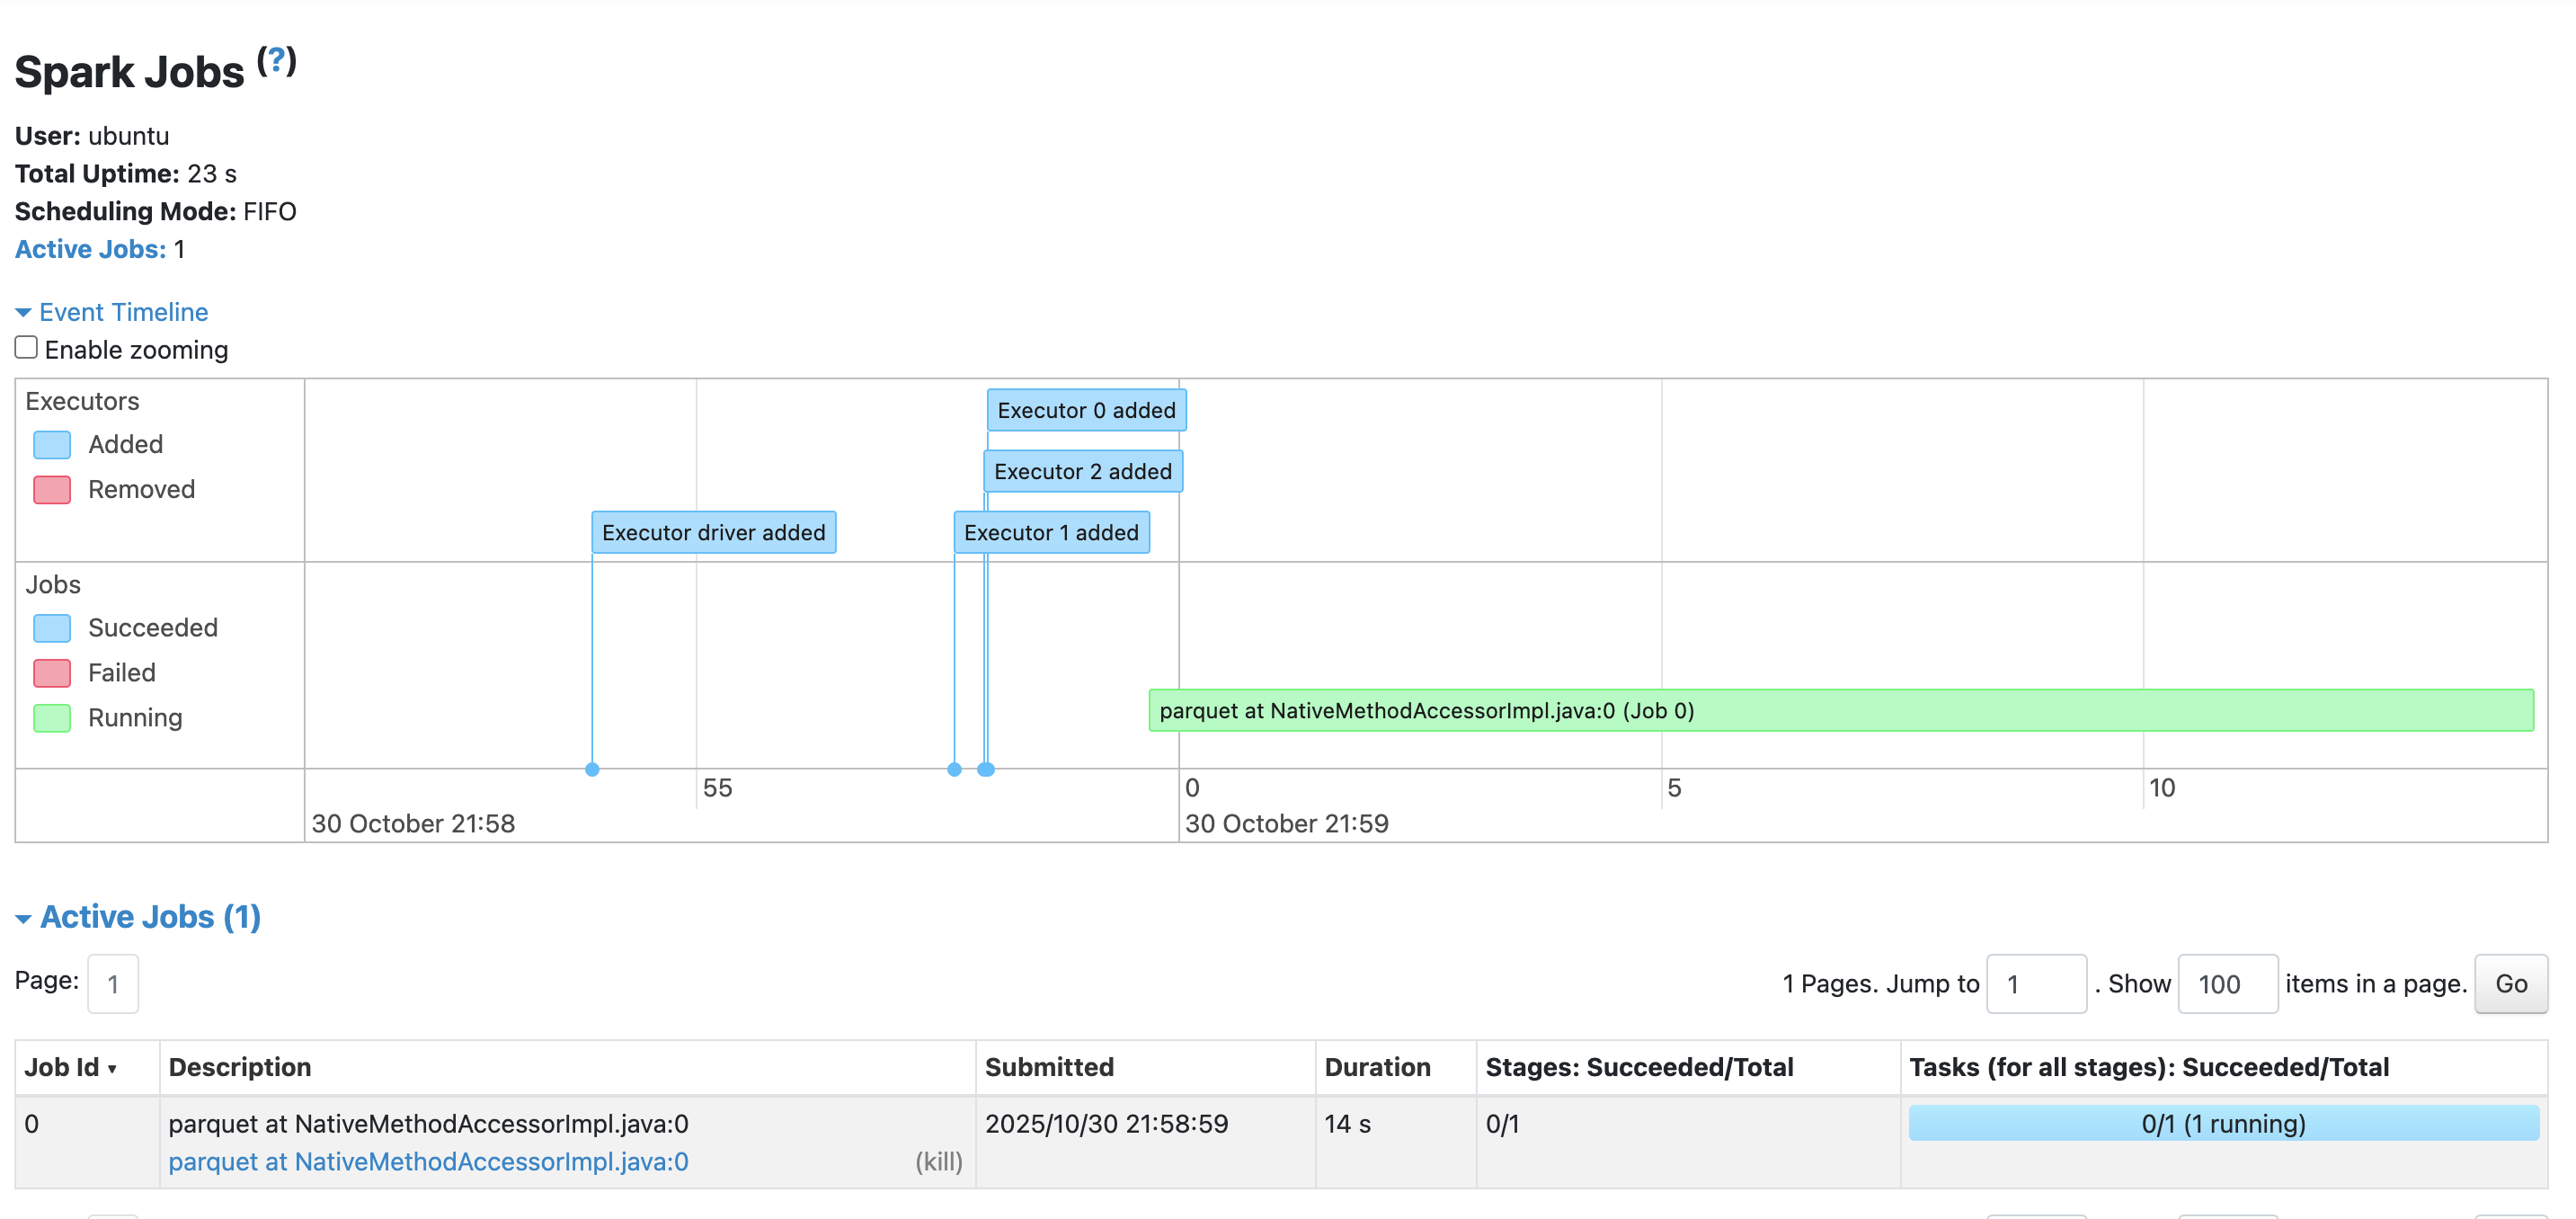 Spark Jobs (?)
User: ubuntu
Total Uptime: 23 s
Scheduling Mode: FIFO
Active Jobs: 1
Event Timeline
Enable zooming
Executors
Added
Removed
Executor 0 added
Executor 2 added
Executor driver added
Executor 1 added
Jobs
Succeeded
Failed
Running
parquet at NativeMethodAccessorImpl.java:0 (Job 0)
55 0 5 10
30 October 21:58 30 October 21:59
Active Jobs (1)
Page: 1 1 Pages. Jump to 1 . Show 100 items in a page. Go
Job Id ▾ Description Submitted Duration Stages: Succeeded/Total Tasks (for all stages): Succeeded/Total
0 parquet at NativeMethodAccessorImpl.java:0 2025/10/30 21:58:59 14 s 0/1 0/1 (1 running)
parquet at NativeMethodAccessorImpl.java:0 (kill)